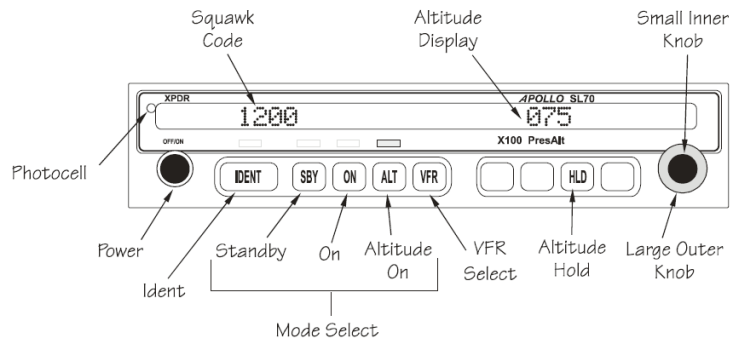 Squawk
Code
Altitude
Display
Small Inner
Knob
XPDR
APOLLO SL70
1200
075
OFF/ON
X100 PresAlt
IDENT
SBY
ON
ALT
VFR
HLD
Photocell
Power
Ident
Standby
On
Altitude
On
VFR
Select
Altitude
Hold
Large Outer
Knob
Mode Select